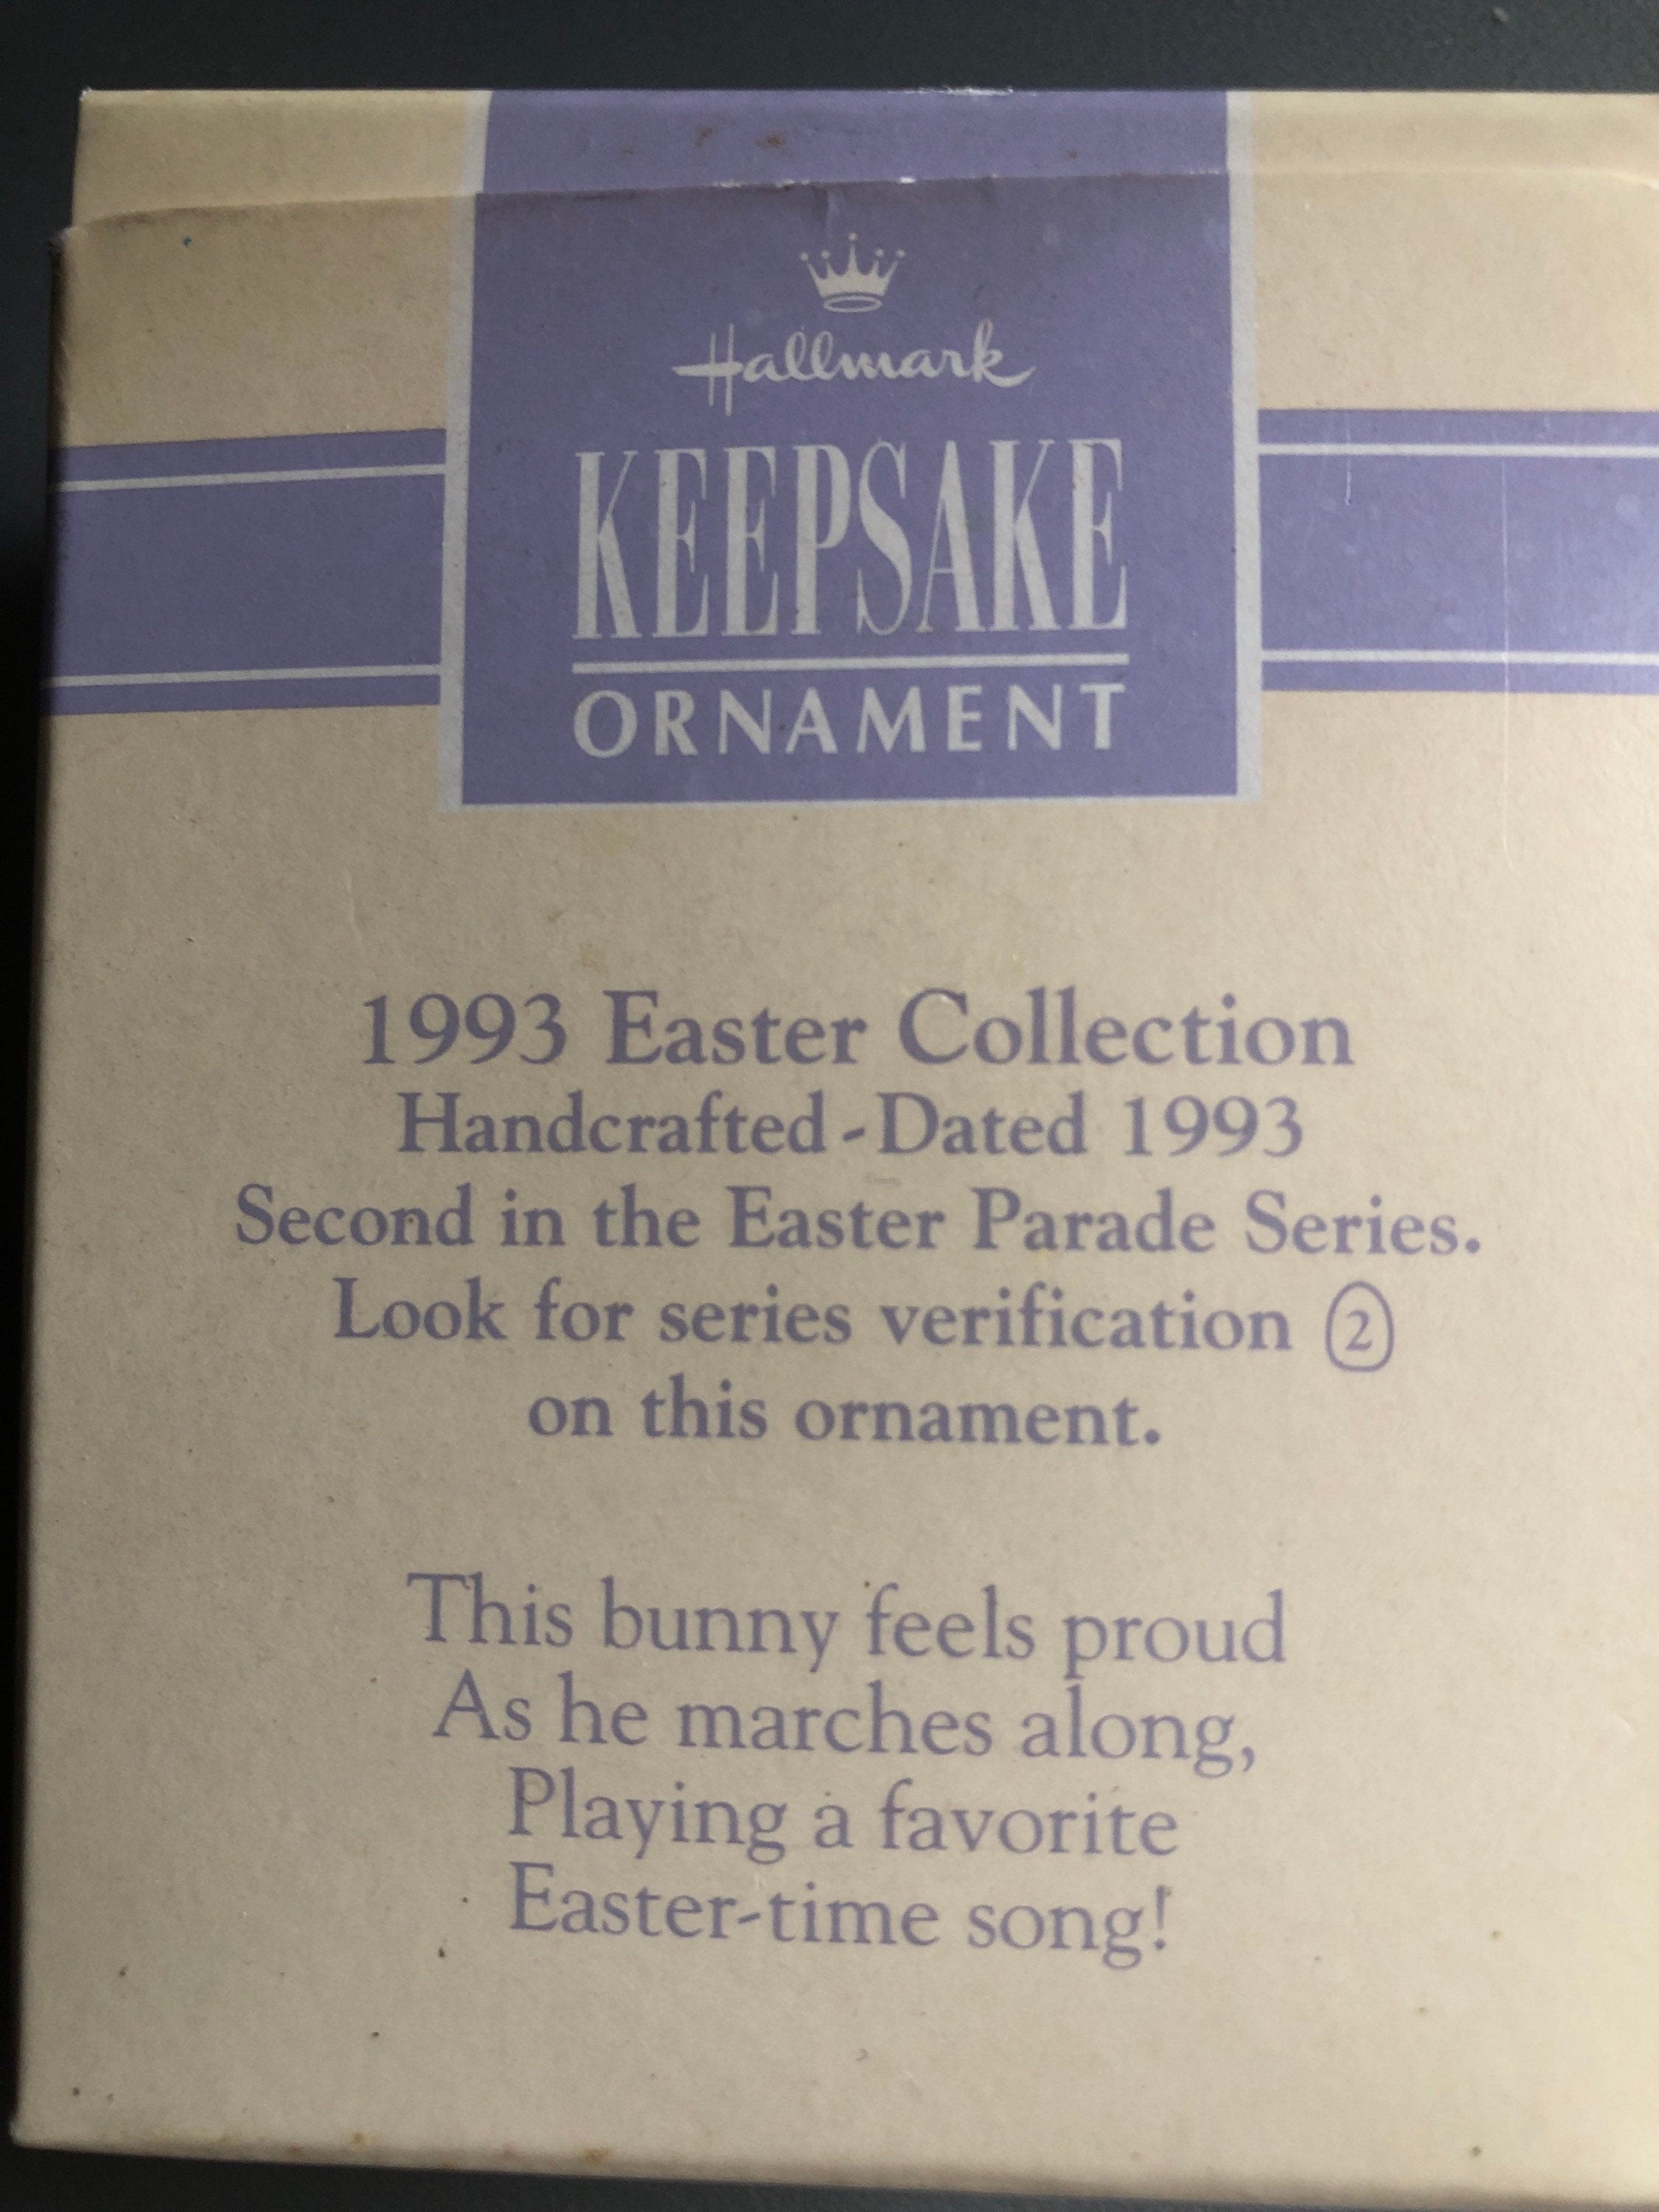 Hallmark
KEEPSAKE
ORNAMENT
1993 Easter Collection
Handcrafted - Dated 1993
Second in the Easter Parade Series.
Look for series verification ②
on this ornament.
This bunny feels proud
As he marches along,
Playing a favorite
Easter-time song!